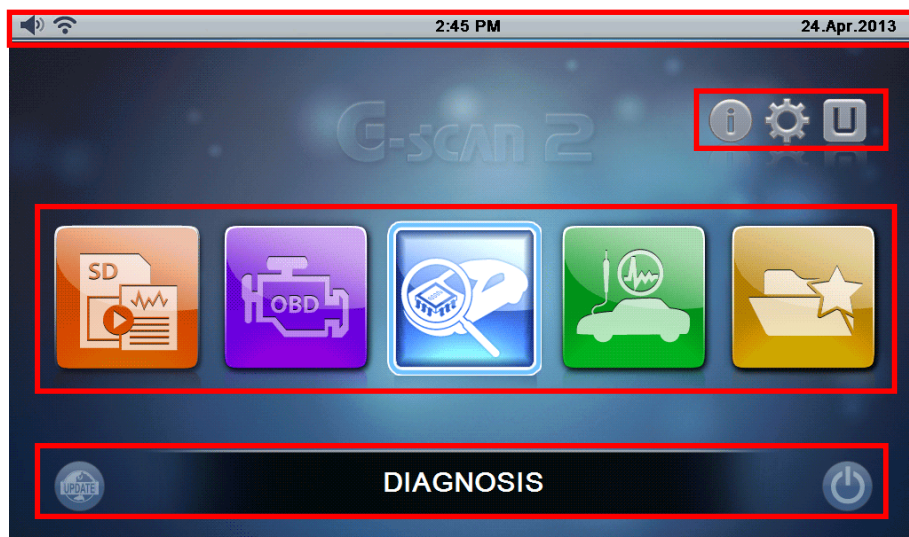 2:45 PM
24.Apr.2013
G-scan 2
i
U
SD
OBD
DIAGNOSIS
UPDATE